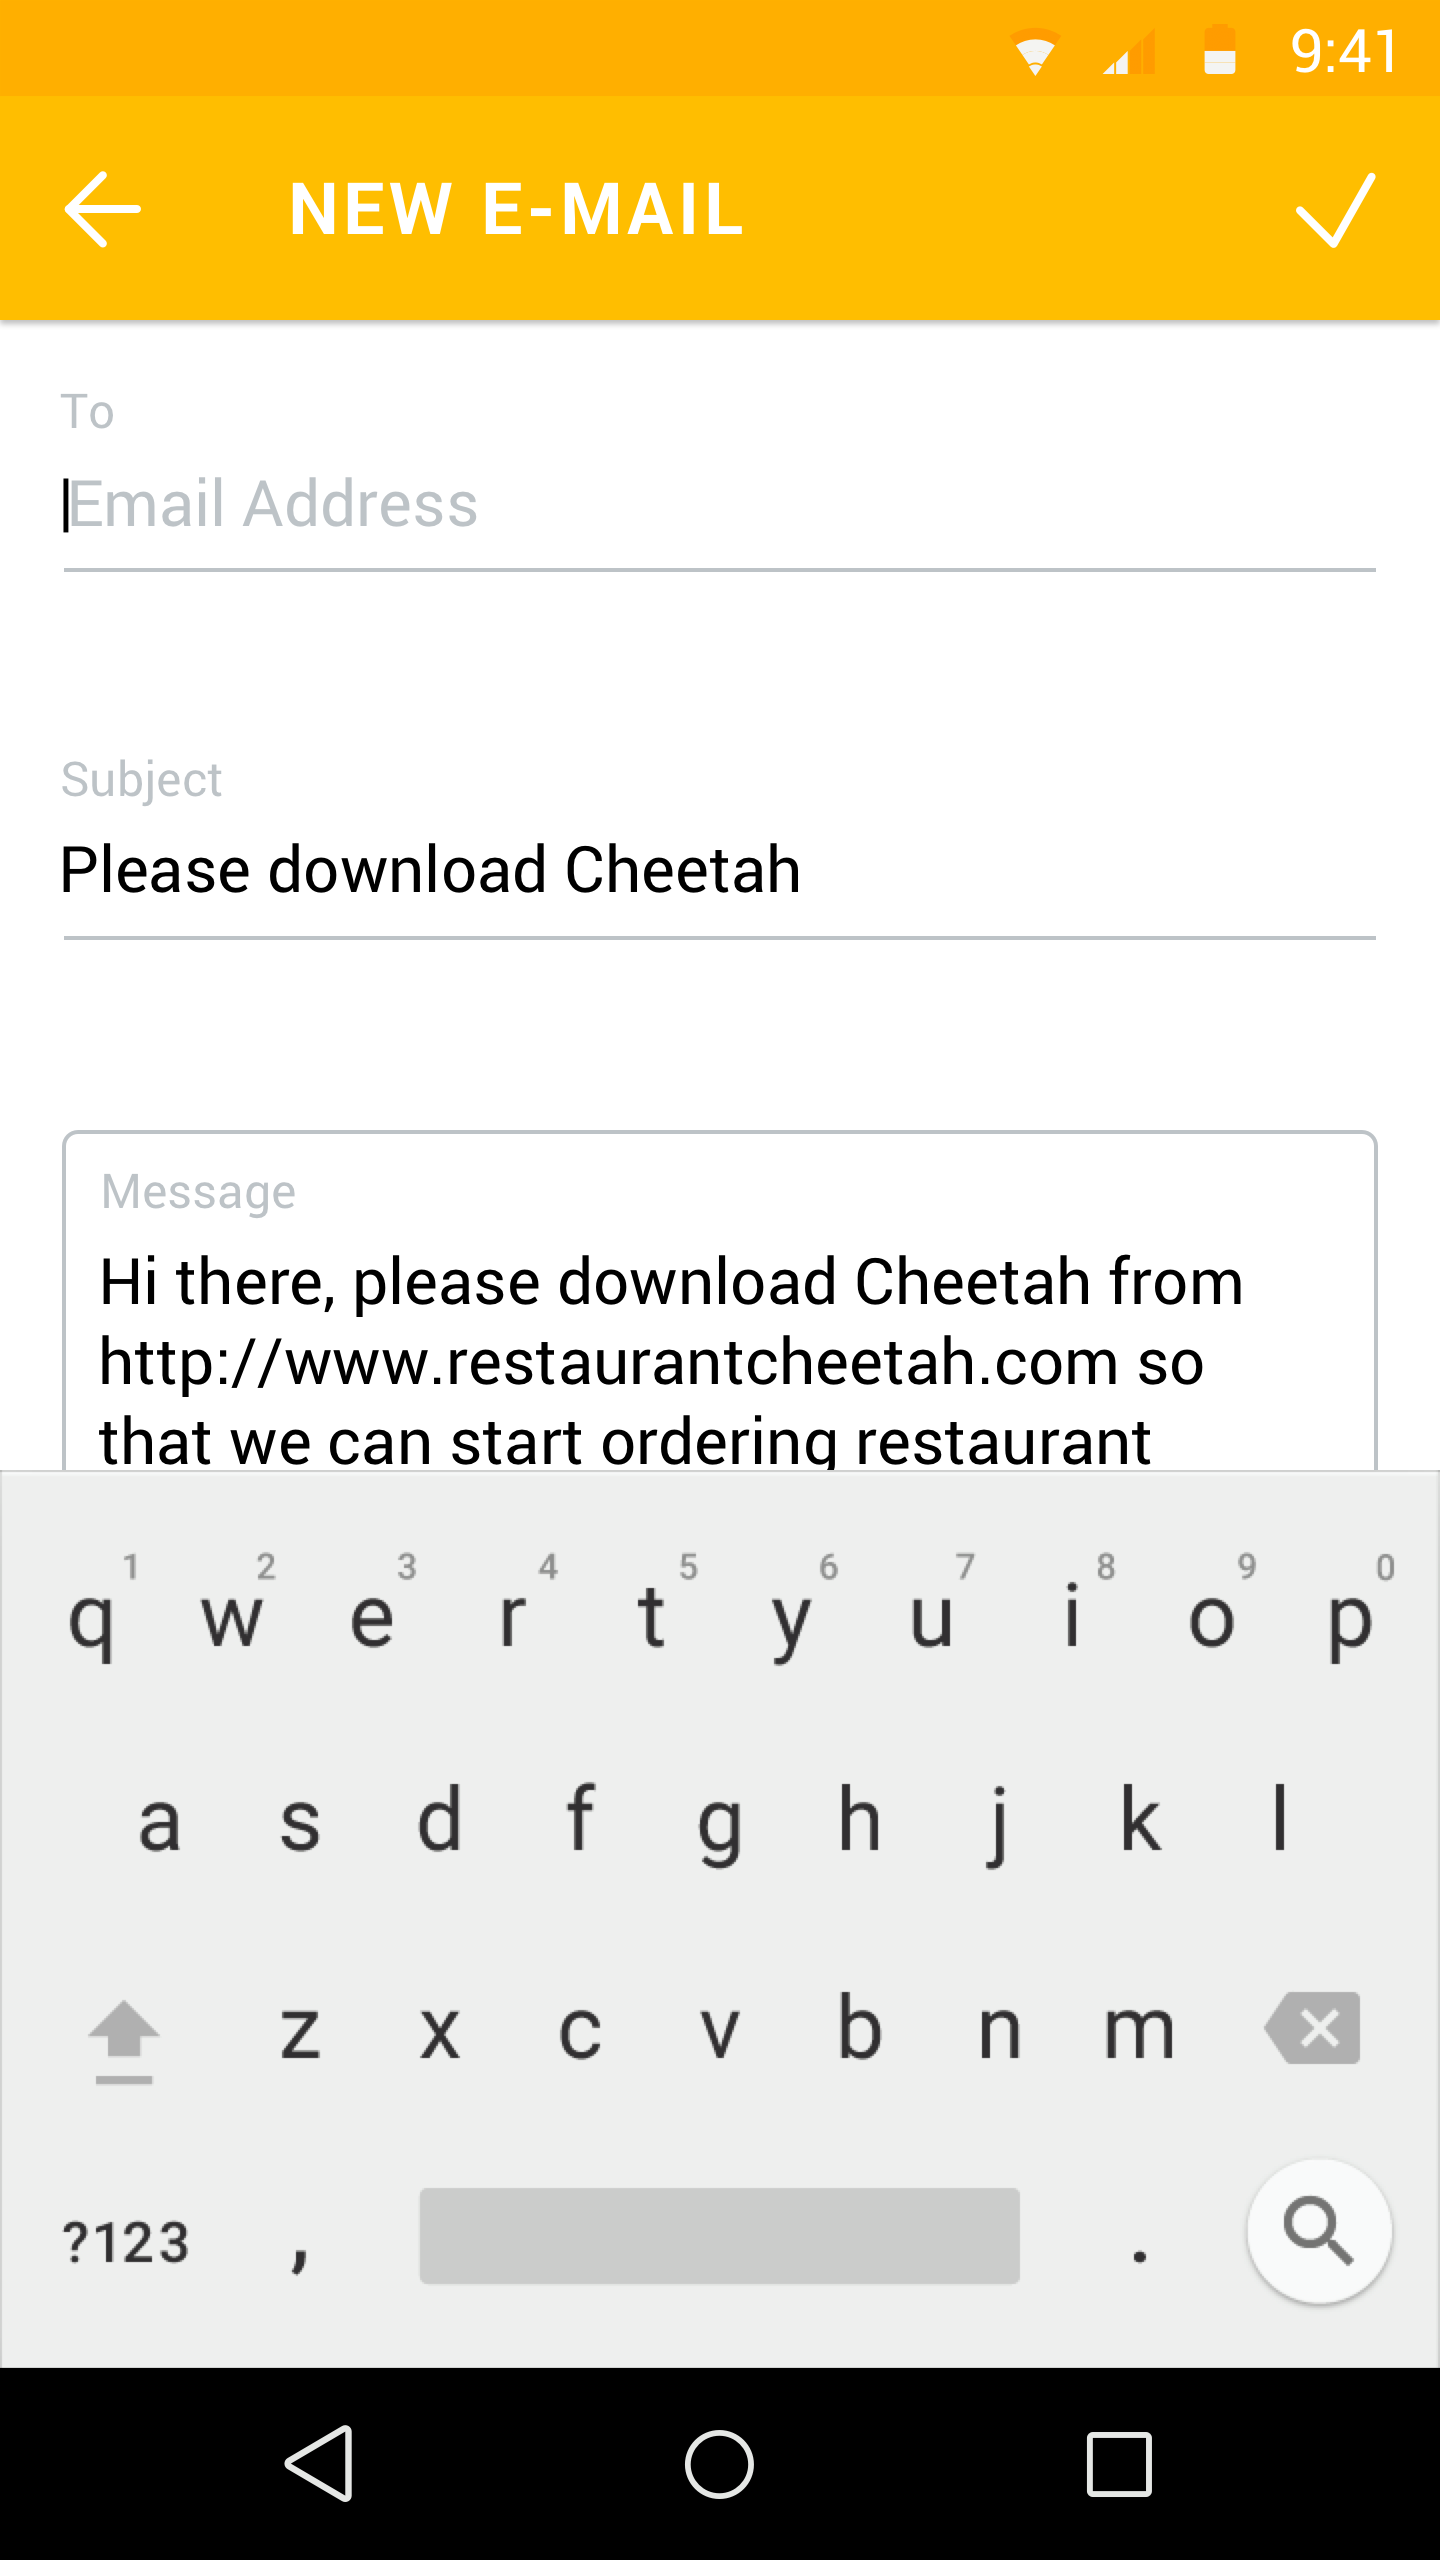 9:41
NEW E-MAIL
To
Email Address
Subject
Please download Cheetah
Message
Hi there, please download Cheetah from
http://www.restaurantcheetah.com so
that we can start ordering restaurant
1 2 3 4 5 6 7 8 9 0
q w e r t y u i o p
a s d f g h j k l
z x c v b n m
?123 , .